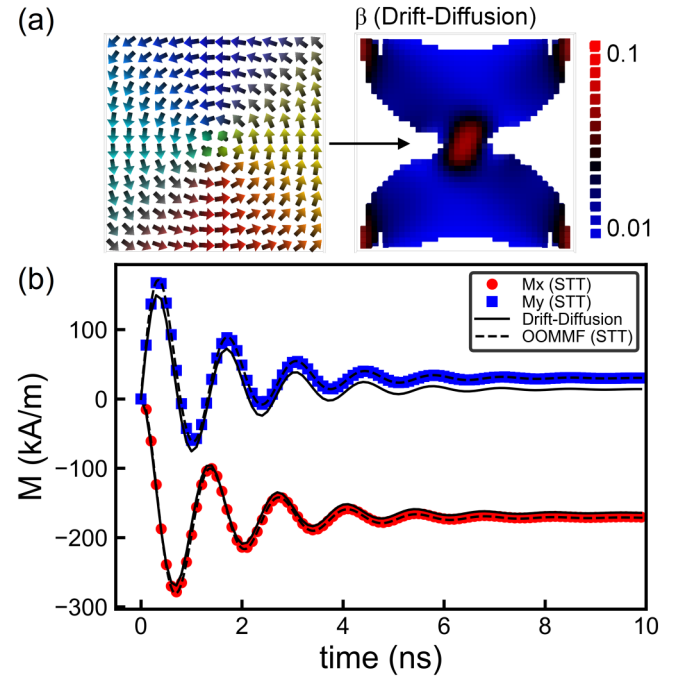 (a)
β (Drift-Diffusion)
0.1
0.01
(b)
Mx (STT)
My (STT)
Drift-Diffusion
OOMMF (STT)
M (kA/m)
100
0
−100
−200
−300
0 2 4 6 8 10
time (ns)